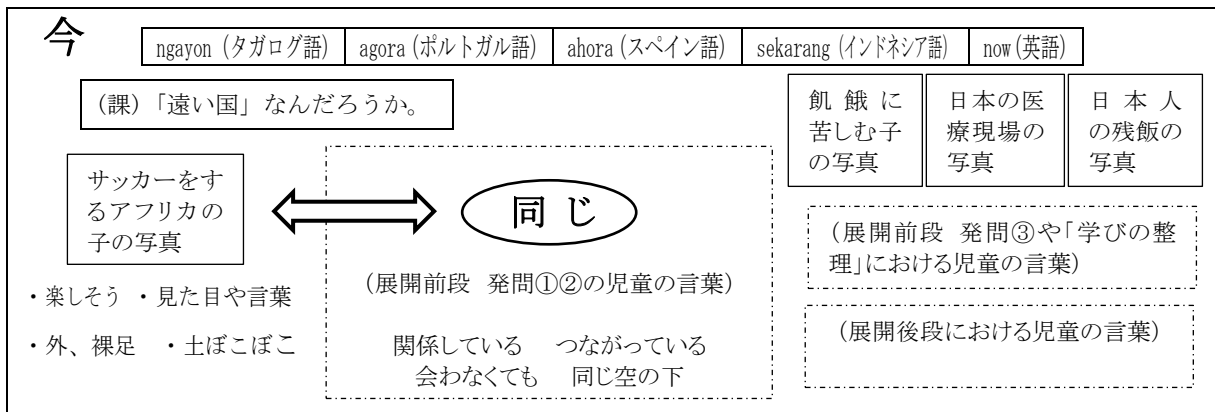 今
ngayon (タガログ語) agora (ポルトガル語) ahora (スペイン語) sekarang (インドネシア語) now (英語)
(課)「遠い国」なんだろうか。
サッカーをす
るアフリカの
子の写真
・楽しそう ・見た目や言葉
・外、裸足 ・土ぼこぼこ
同じ
(展開前段 発問①②の児童の言葉)
関係している つながっている
会わなくても 同じ空の下
飢餓に
苦しむ子
の写真
日本の医
療現場の
写真
日本人
の残飯の
写真
(展開前段 発問③や「学びの整
理」における児童の言葉)
(展開後段における児童の言葉)